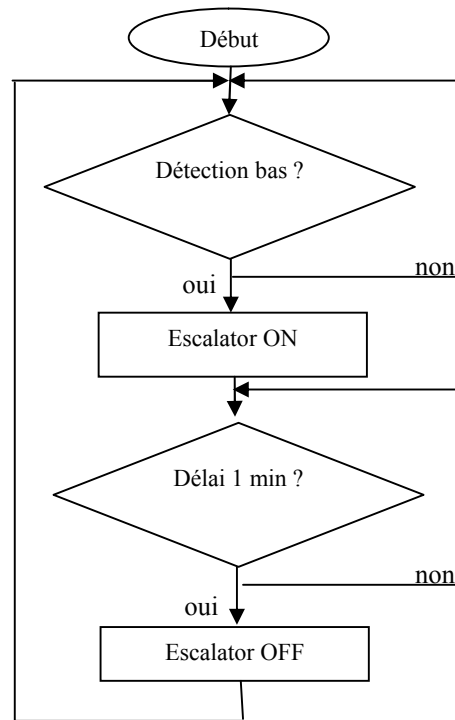 Début
Détection bas ?
non
oui
Escalator ON
Délai 1 min ?
non
oui
Escalator OFF